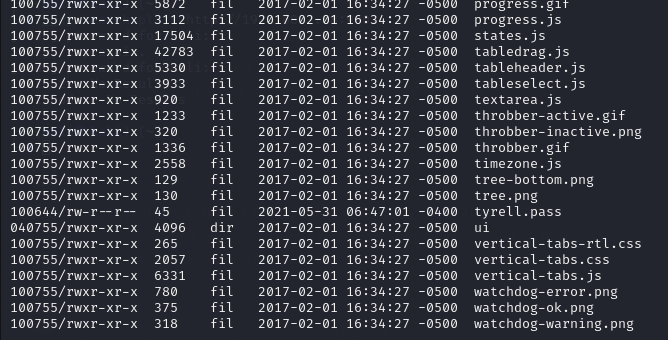 100755/rwxr-xr-x  5872   fil   2017-02-01 16:34:27 -0500  progress.gif
100755/rwxr-xr-x  3112   fil   2017-02-01 16:34:27 -0500  progress.js
100755/rwxr-xr-x  17504  fil   2017-02-01 16:34:27 -0500  states.js
100755/rwxr-xr-x  42783  fil   2017-02-01 16:34:27 -0500  tabledrag.js
100755/rwxr-xr-x  5330   fil   2017-02-01 16:34:27 -0500  tableheader.js
100755/rwxr-xr-x  3933   fil   2017-02-01 16:34:27 -0500  tableselect.js
100755/rwxr-xr-x  920    fil   2017-02-01 16:34:27 -0500  textarea.js
100755/rwxr-xr-x  1233   fil   2017-02-01 16:34:27 -0500  throbber-active.gif
100755/rwxr-xr-x  320    fil   2017-02-01 16:34:27 -0500  throbber-inactive.png
100755/rwxr-xr-x  1336   fil   2017-02-01 16:34:27 -0500  throbber.gif
100755/rwxr-xr-x  2558   fil   2017-02-01 16:34:27 -0500  timezone.js
100755/rwxr-xr-x  129    fil   2017-02-01 16:34:27 -0500  tree-bottom.png
100755/rwxr-xr-x  130    fil   2017-02-01 16:34:27 -0500  tree.png
100644/rw-r--r--  45     fil   2021-05-31 06:47:01 -0400  tyrell.pass
040755/rwxr-xr-x  4096   dir   2017-02-01 16:34:27 -0500  ui
100755/rwxr-xr-x  265    fil   2017-02-01 16:34:27 -0500  vertical-tabs-rtl.css
100755/rwxr-xr-x  2057   fil   2017-02-01 16:34:27 -0500  vertical-tabs.css
100755/rwxr-xr-x  6331   fil   2017-02-01 16:34:27 -0500  vertical-tabs.js
100755/rwxr-xr-x  780    fil   2017-02-01 16:34:27 -0500  watchdog-error.png
100755/rwxr-xr-x  375    fil   2017-02-01 16:34:27 -0500  watchdog-ok.png
100755/rwxr-xr-x  318    fil   2017-02-01 16:34:27 -0500  watchdog-warning.png